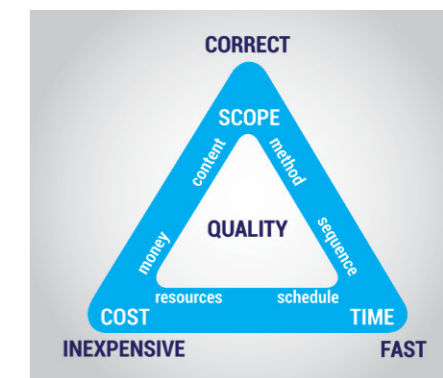 CORRECT
SCOPE
content
method
QUALITY
money
sequence
resources
schedule
COST
TIME
INEXPENSIVE
FAST